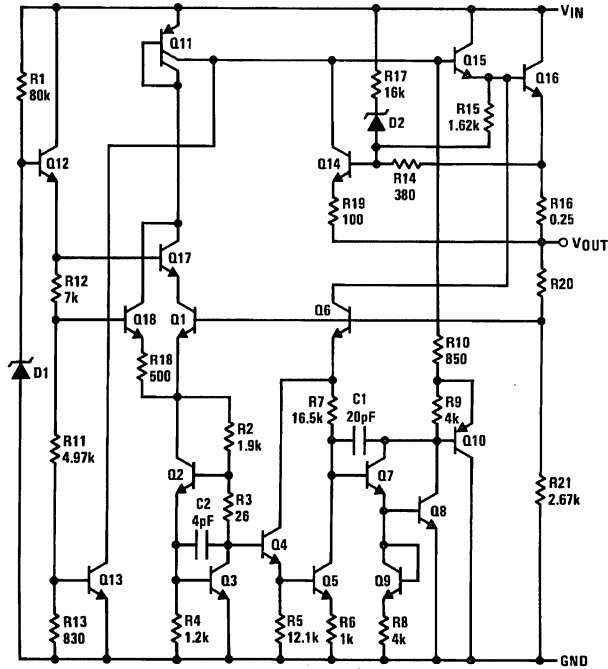 VIN
Q11
Q15
Q16
R1
80k
R17
16k
R15
1.62k
D2
Q12
Q14
R14
380
R19
100
R16
0.25
VOUT
Q17
R12
7k
Q6
R20
Q18
Q1
R18
500
R10
850
D1
R7
16.5k
C1
20pF
R9
4k
R2
1.9k
Q10
R11
4.97k
Q2
Q7
R3
26
R21
2.67k
C2
4pF
Q8
Q4
Q13
Q3
Q5
Q9
R13
830
R4
1.2k
R5
12.1k
R6
1k
R8
4k
GND